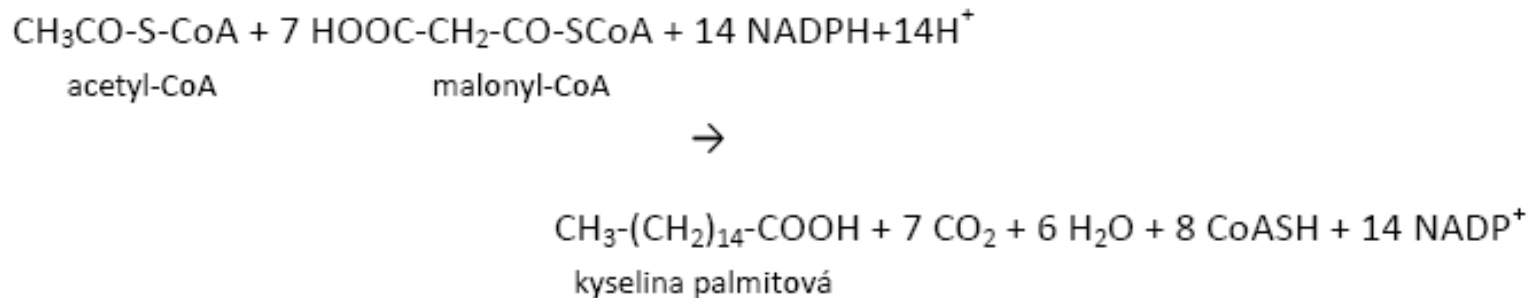 CH₃CO-S-CoA + 7 HOOC-CH₂-CO-SCoA + 14 NADPH+14H⁺
acetyl-CoA malonyl-CoA
→
CH₃-(CH₂)₁₄-COOH + 7 CO₂ + 6 H₂O + 8 CoASH + 14 NADP⁺
kyselina palmitová